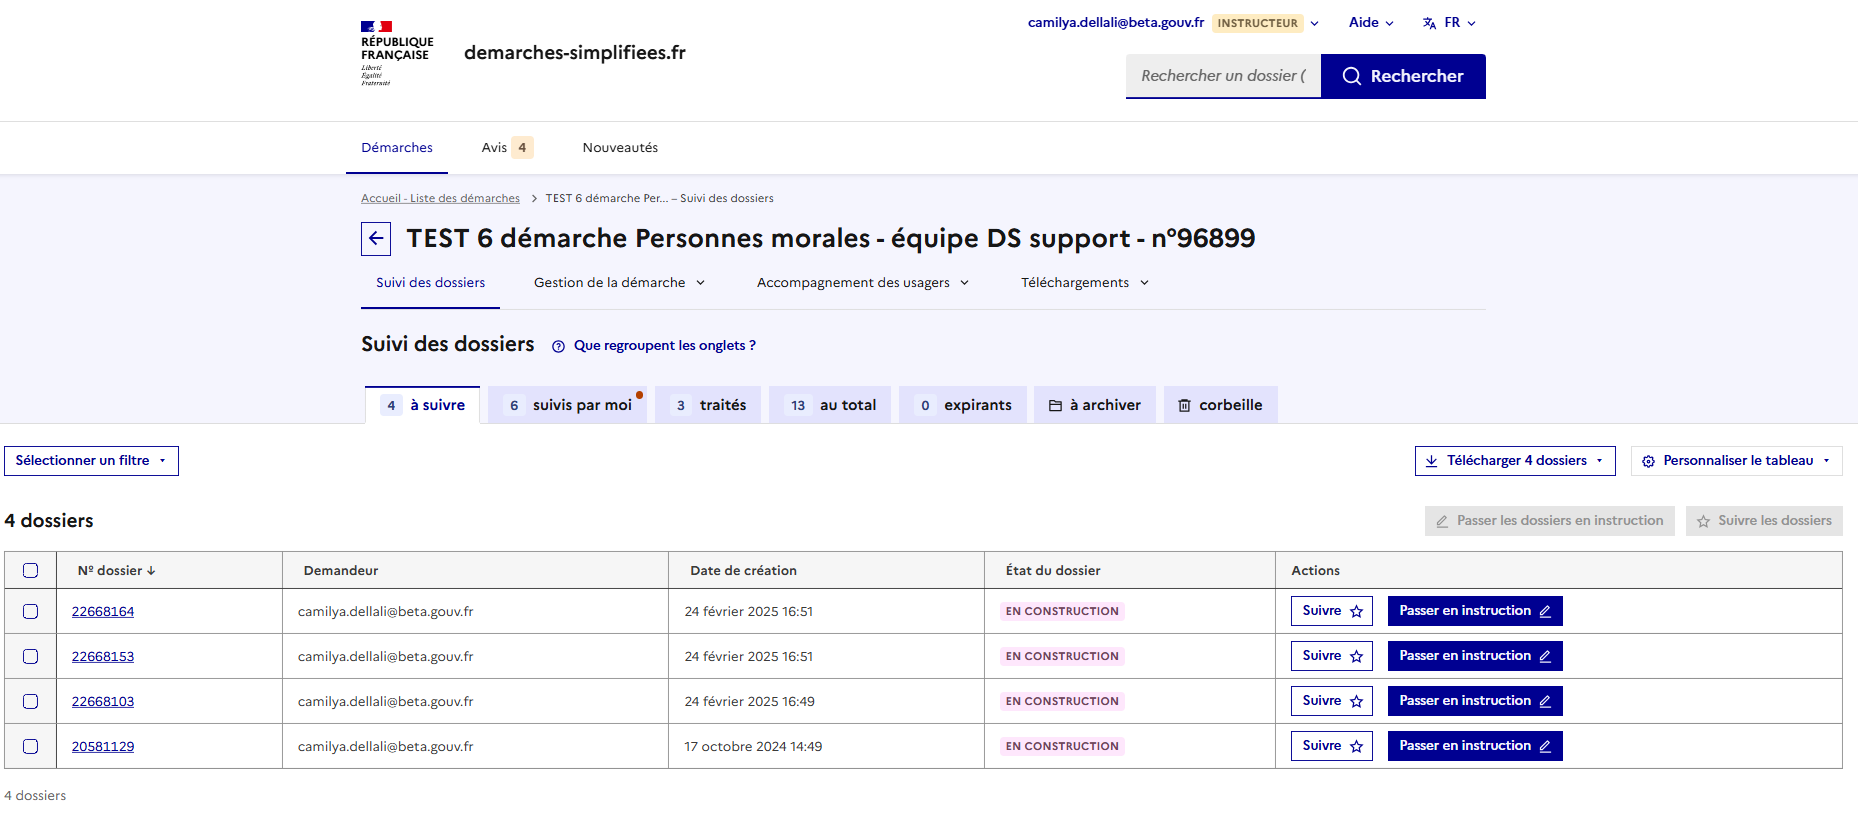 RÉPUBLIQUE
FRANÇAISE
Liberté
Égalité
Fraternité
demarches-simplifiees.fr
camilya.dellali@beta.gouv.fr INSTRUCTEUR Aide FR
Rechercher un dossier ( Rechercher
Démarches Avis 4 Nouveautés
Accueil - Liste des démarches > TEST 6 démarche Per... – Suivi des dossiers
TEST 6 démarche Personnes morales - équipe DS support - n°96899
Suivi des dossiers Gestion de la démarche Accompagnement des usagers Téléchargements
Suivi des dossiers Que regroupent les onglets ?
4 à suivre 6 suivis par moi 3 traités 13 au total 0 expirants à archiver corbeille
Sélectionner un filtre Télécharger 4 dossiers Personnaliser le tableau
4 dossiers Passer les dossiers en instruction Suivre les dossiers
Nº dossier ↓ Demandeur Date de création État du dossier Actions
22668164 camilya.dellali@beta.gouv.fr 24 février 2025 16:51 EN CONSTRUCTION Suivre Passer en instruction
22668153 camilya.dellali@beta.gouv.fr 24 février 2025 16:51 EN CONSTRUCTION Suivre Passer en instruction
22668103 camilya.dellali@beta.gouv.fr 24 février 2025 16:49 EN CONSTRUCTION Suivre Passer en instruction
20581129 camilya.dellali@beta.gouv.fr 17 octobre 2024 14:49 EN CONSTRUCTION Suivre Passer en instruction
4 dossiers